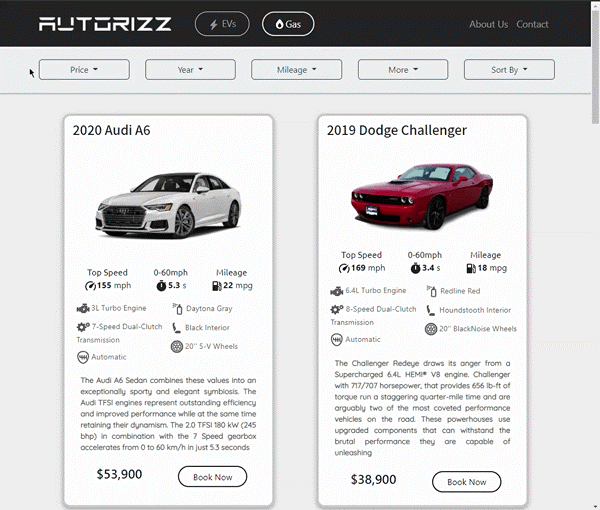 AUTORIZZ
EVs
Gas
About Us Contact
Price
Year
Mileage
More
Sort By
2020 Audi A6
Top Speed 0-60mph Mileage
155 mph 5.3 s 22 mpg
3L Turbo Engine
Daytona Gray
7-Speed Dual-Clutch
Transmission
Black Interior
Automatic
20'' 5-V Wheels
The Audi A6 Sedan combines these values into an
exceptionally sporty and elegant symbiosis. The
Audi TFSI engines represent outstanding efficiency
and improved performance while at the same time
retaining their dynamism. The 2.0 TFSI 180 kW (245
bhp) in combination with the 7 Speed gearbox
accelerates from 0 to 60 km/h in just 5.3 seconds
$53,900
Book Now
2019 Dodge Challenger
Top Speed 0-60mph Mileage
169 mph 3.4 s 18 mpg
6.4L Turbo Engine
Redline Red
8-Speed Dual-Clutch
Transmission
Houndstooth Interior
Automatic
20'' BlackNoise Wheels
The Challenger Redeye draws its anger from a
Supercharged 6.4L HEMI® V8 engine. Challenger
with 717/707 horsepower, that provides 656 lb-ft of
torque run a staggering quarter-mile time and are
arguably two of the most coveted performance
vehicles on the road. These powerhouses use
upgraded components that can withstand the
brutal performance they are capable of
unleashing
$38,900
Book Now